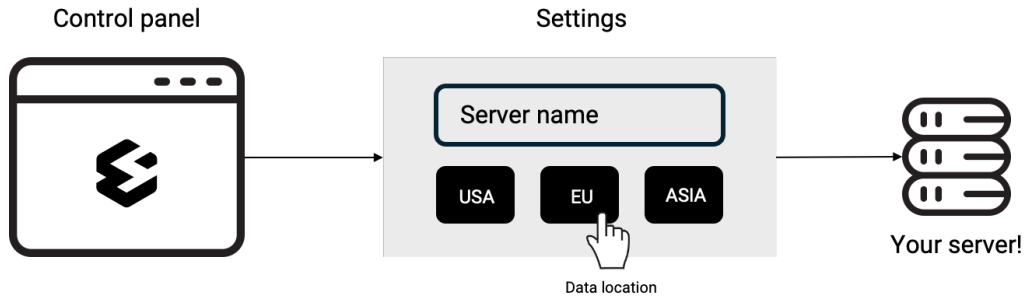 Control panel
Settings
Server name
USA
EU
ASIA
Data location
Your server!